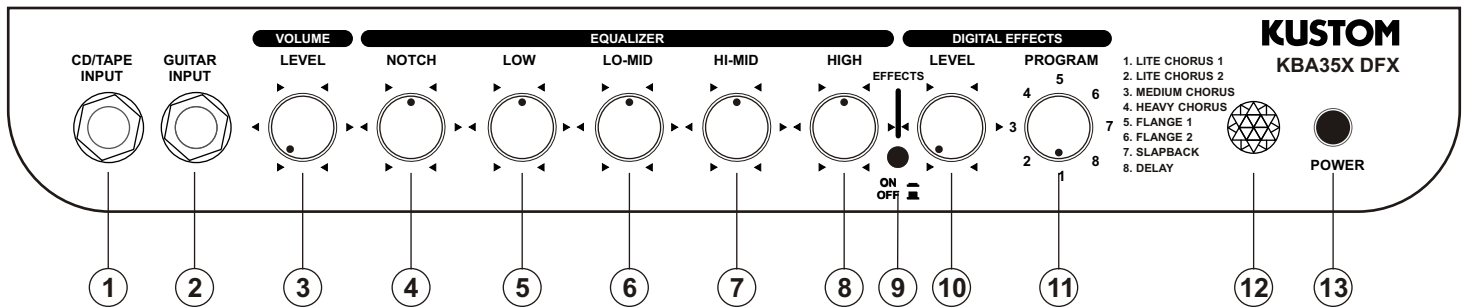 VOLUME
EQUALIZER
DIGITAL EFFECTS
KUSTOM
KBA35X DFX
CD/TAPE
INPUT
GUITAR
INPUT
LEVEL
NOTCH
LOW
LO-MID
HI-MID
HIGH
EFFECTS
ON
OFF
LEVEL
PROGRAM
1
2
3
4
5
6
7
8
1. LITE CHORUS 1
2. LITE CHORUS 2
3. MEDIUM CHORUS
4. HEAVY CHORUS
5. FLANGE 1
6. FLANGE 2
7. SLAPBACK
8. DELAY
POWER
1 2 3 4 5 6 7 8 9 10 11 12 13